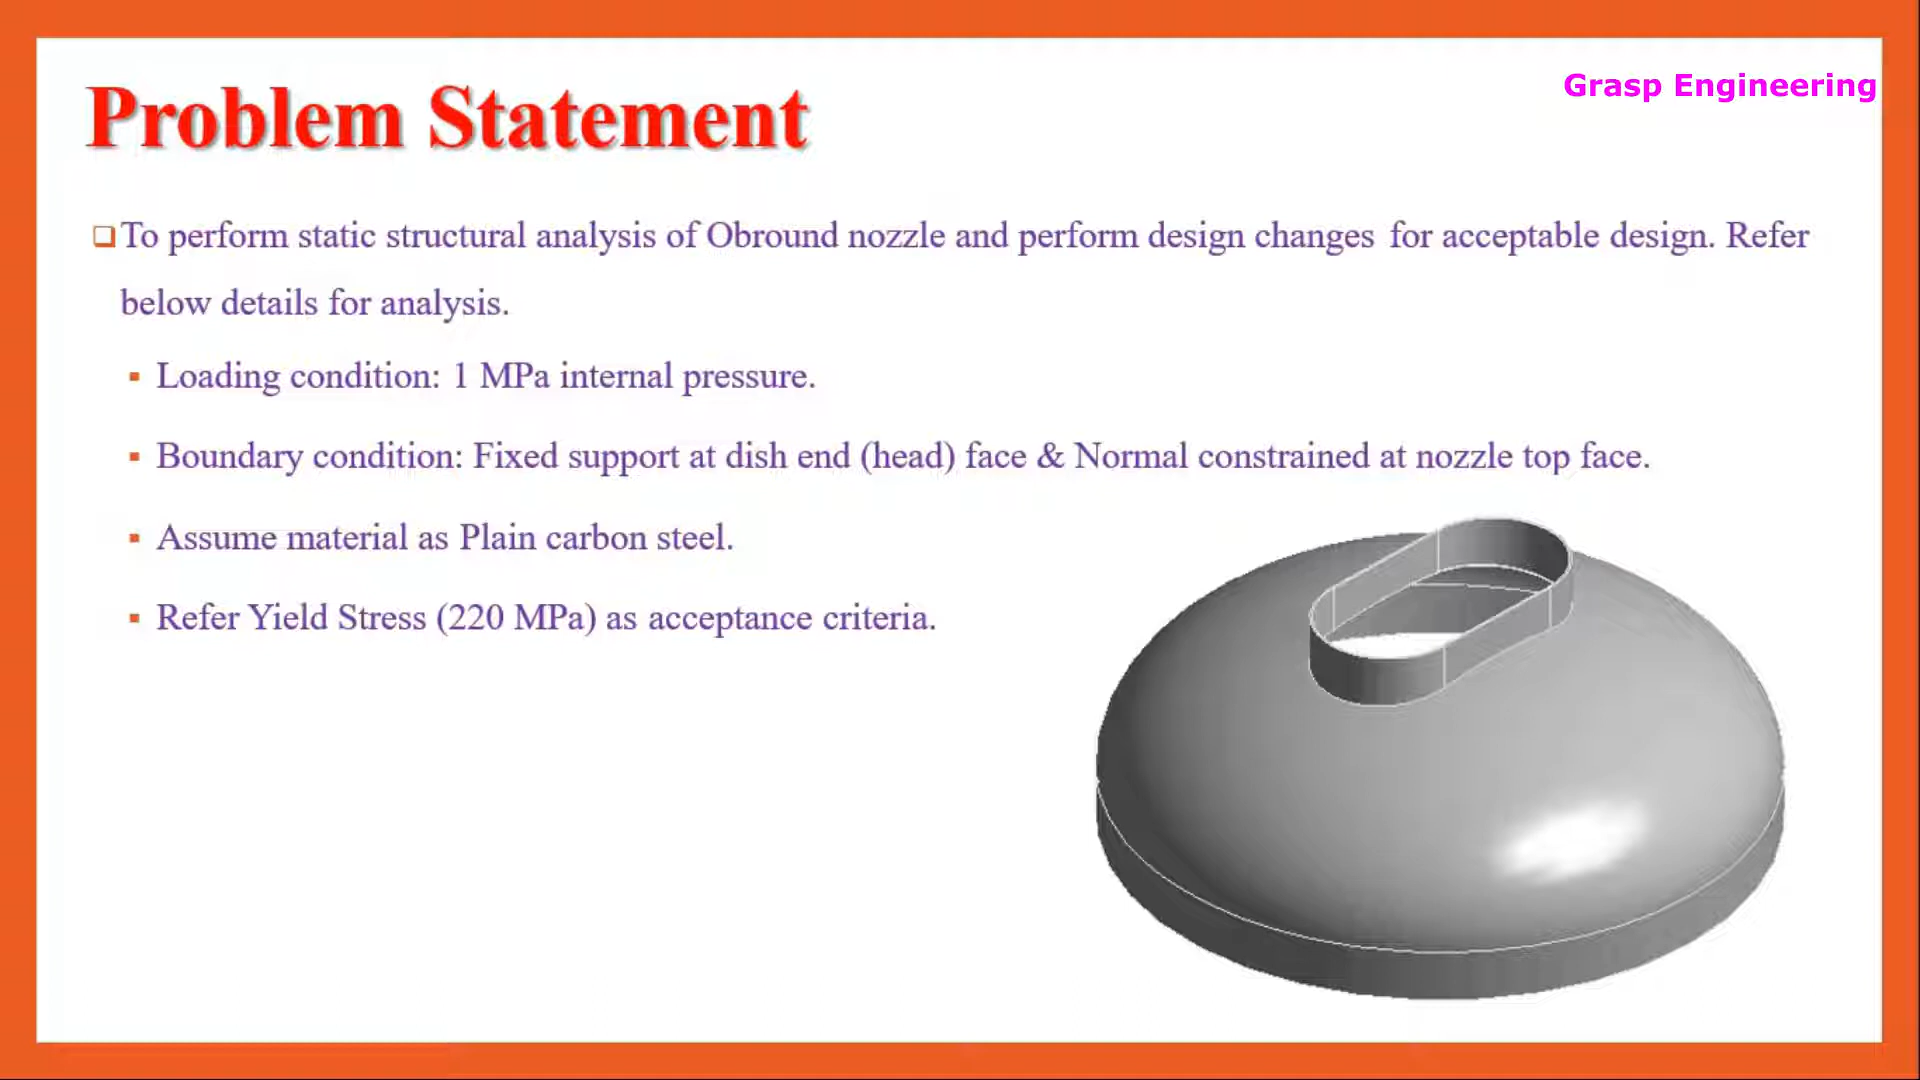 Grasp Engineering
Problem Statement
To perform static structural analysis of Obround nozzle and perform design changes for acceptable design. Refer
below details for analysis.
Loading condition: 1 MPa internal pressure.
Boundary condition: Fixed support at dish end (head) face & Normal constrained at nozzle top face.
Assume material as Plain carbon steel.
Refer Yield Stress (220 MPa) as acceptance criteria.